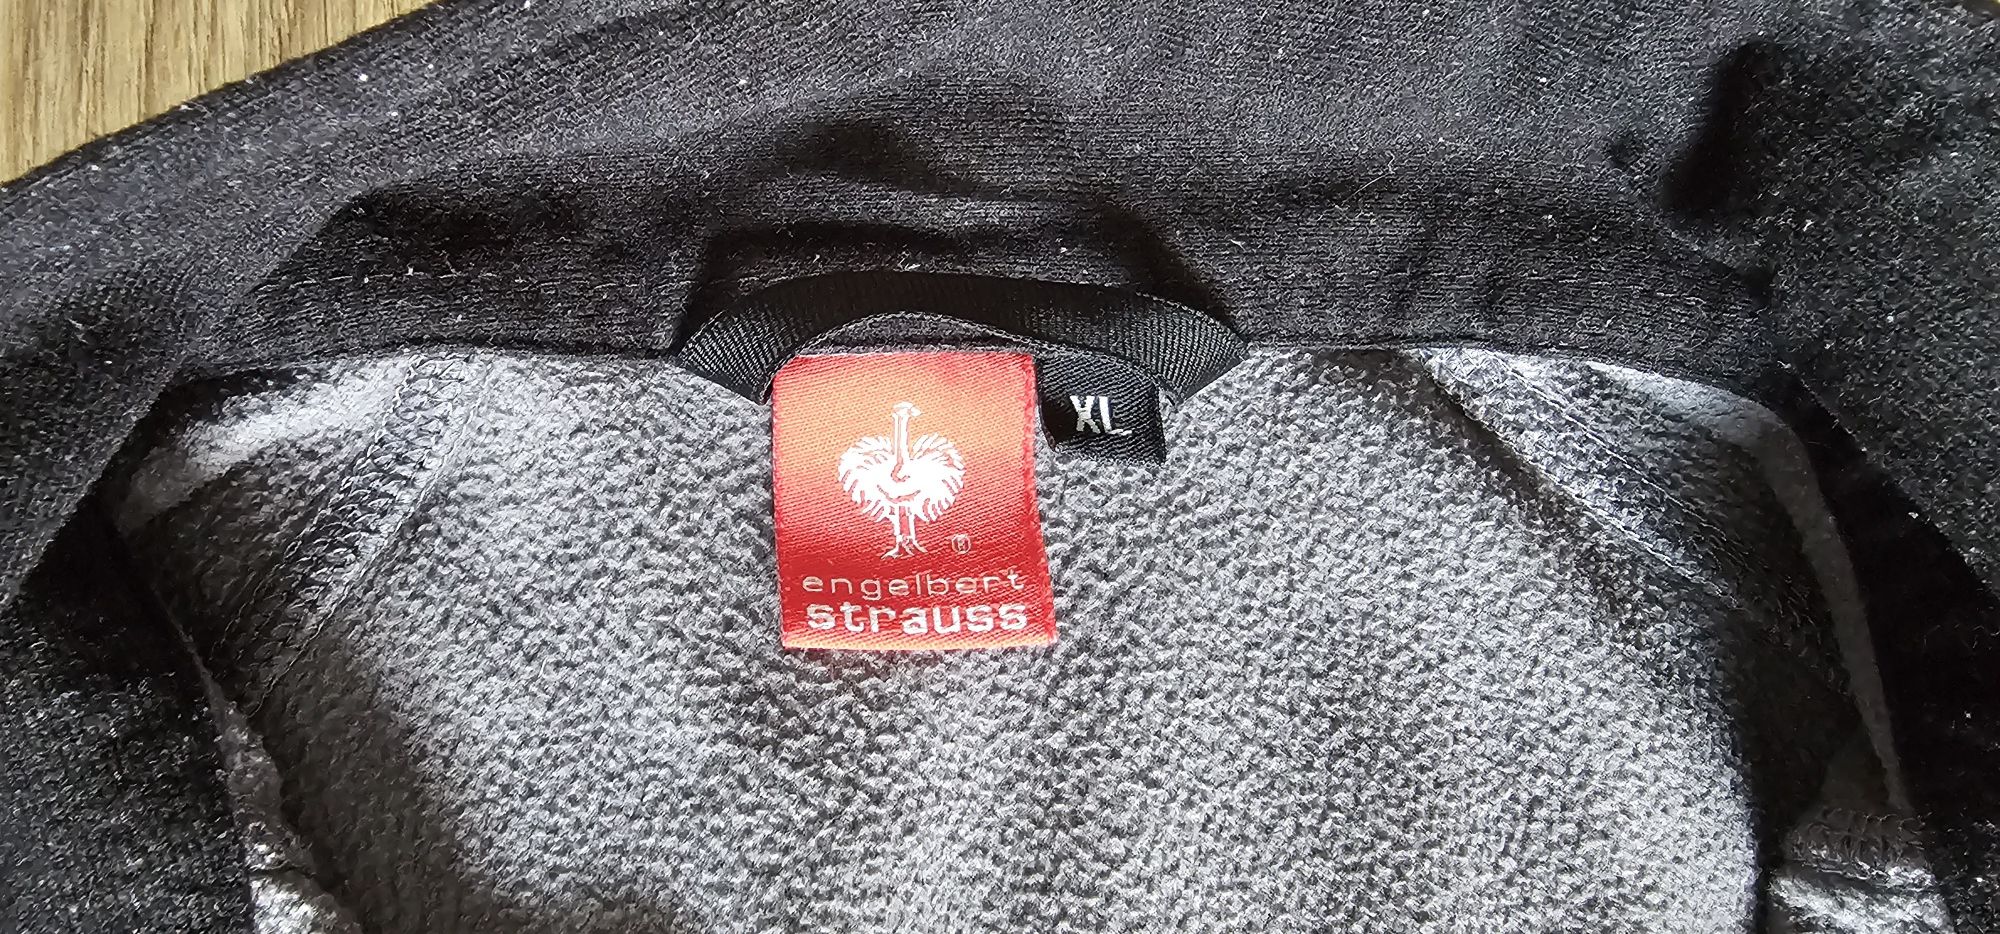 XL
®
engelbert
strauss